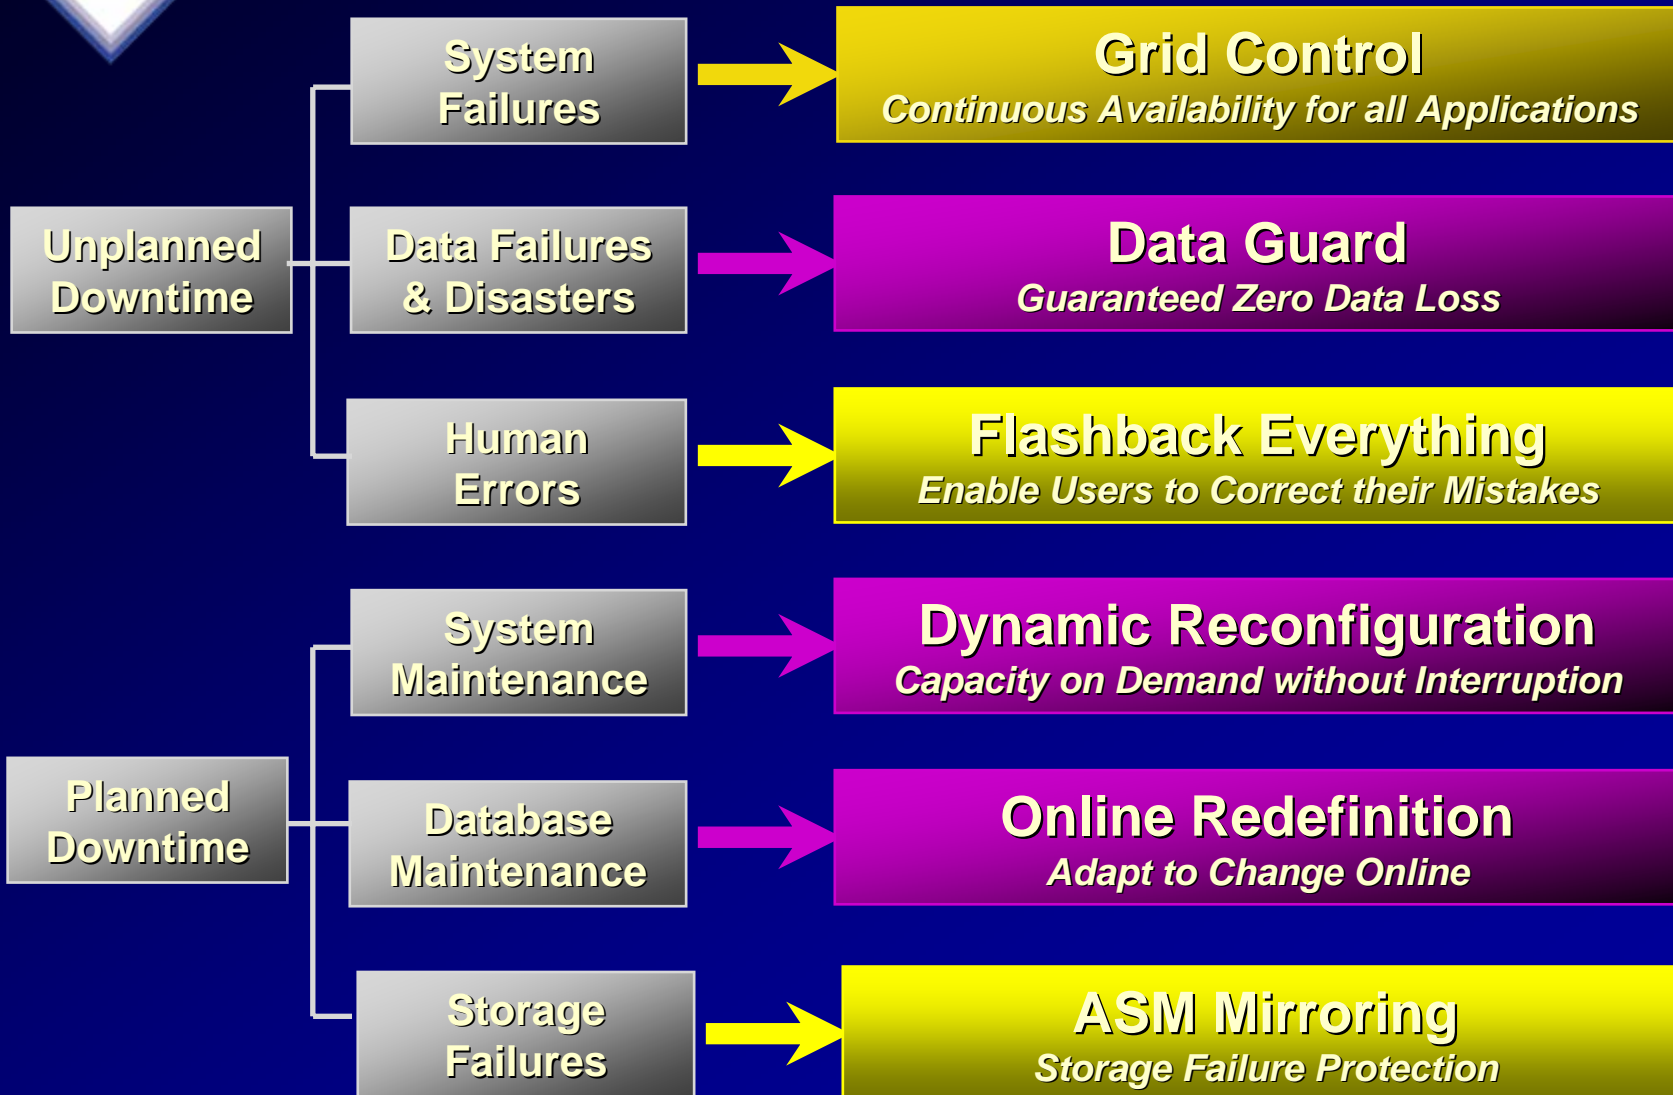 System
Failures
Grid Control
Continuous Availability for all Applications
Unplanned
Downtime
Data Failures
& Disasters
Data Guard
Guaranteed Zero Data Loss
Human
Errors
Flashback Everything
Enable Users to Correct their Mistakes
System
Maintenance
Dynamic Reconfiguration
Capacity on Demand without Interruption
Planned
Downtime
Database
Maintenance
Online Redefinition
Adapt to Change Online
Storage
Failures
ASM Mirroring
Storage Failure Protection